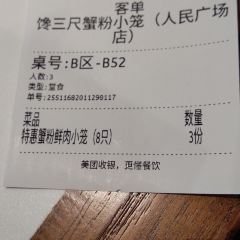 客单
馋三尺蟹粉小笼（人民广场
店）
桌号:B区-B52
人数:3
类型:堂食
单号:25511682011290117
菜品 数量
特惠蟹粉鲜肉小笼（8只） 3份
美团收银，更懂餐饮